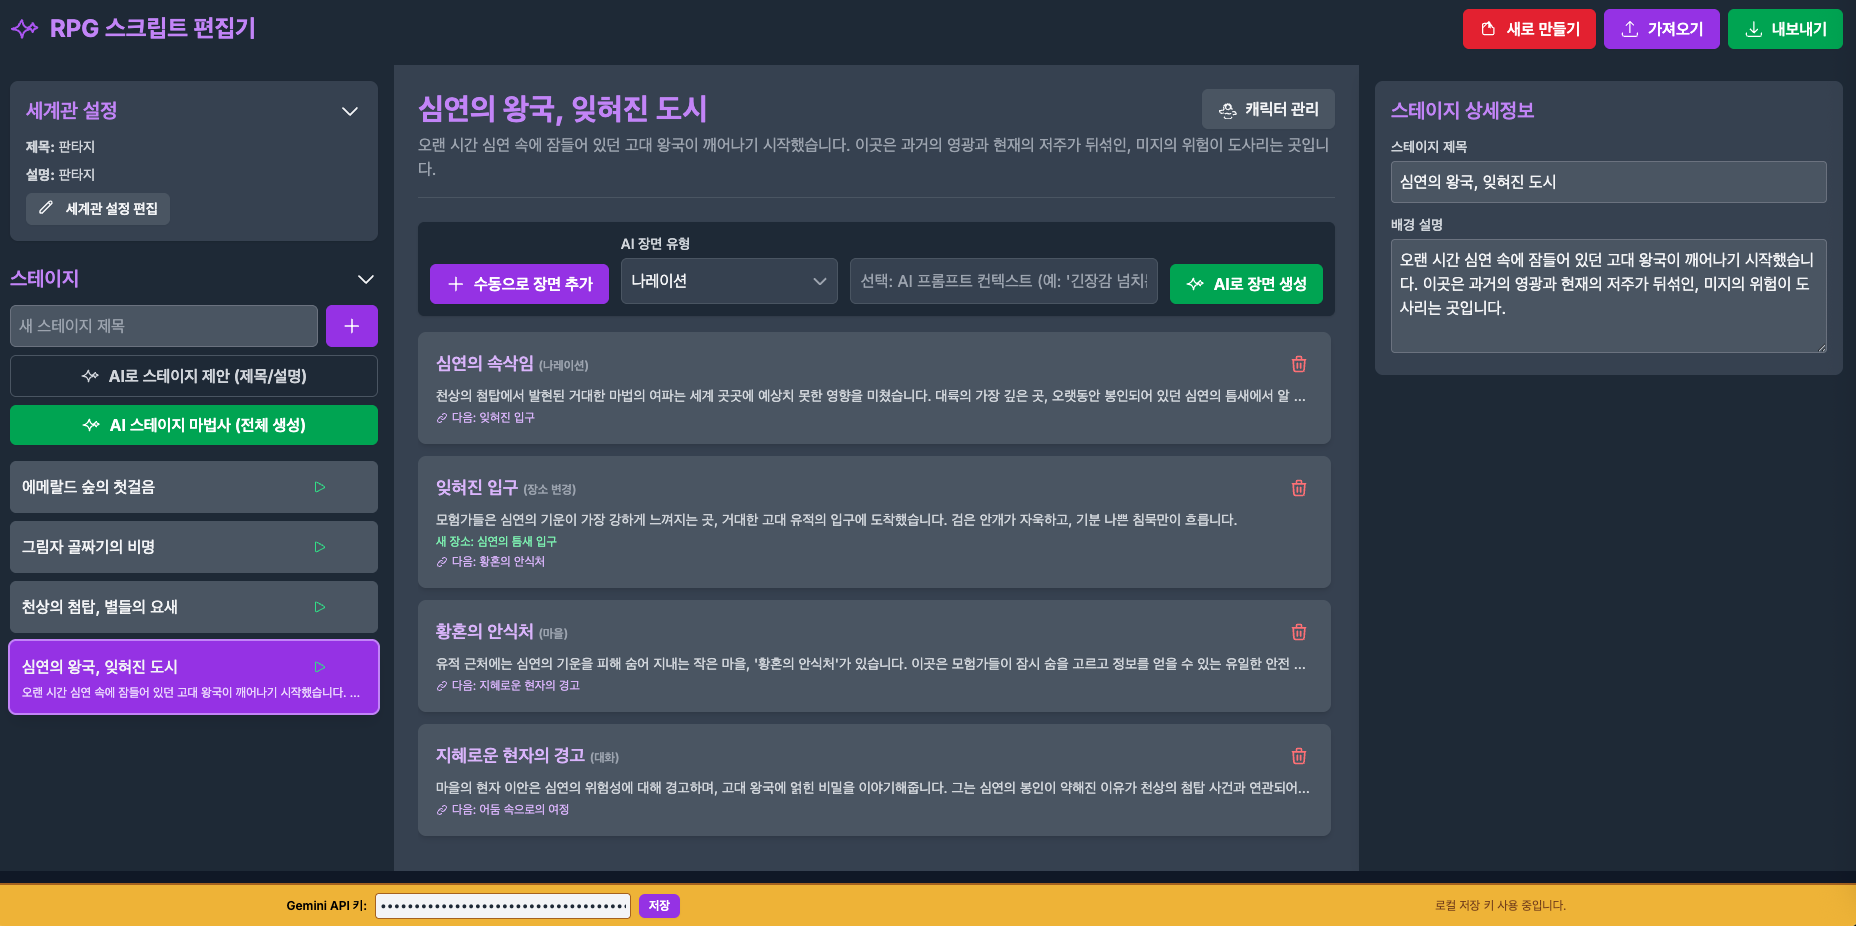 RPG 스크립트 편집기
새로 만들기
가져오기
내보내기
세계관 설정
제목: 판타지
설명: 판타지
세계관 설정 편집
스테이지
새 스테이지 제목
AI로 스테이지 제안 (제목/설명)
AI 스테이지 마법사 (전체 생성)
에메랄드 숲의 첫걸음
그림자 골짜기의 비명
천상의 첨탑, 별들의 요새
심연의 왕국, 잊혀진 도시
오랜 시간 심연 속에 잠들어 있던 고대 왕국이 깨어나기 시작했습니다. ...
심연의 왕국, 잊혀진 도시
캐릭터 관리
오랜 시간 심연 속에 잠들어 있던 고대 왕국이 깨어나기 시작했습니다. 이곳은 과거의 영광과 현재의 저주가 뒤섞인, 미지의 위험이 도사리는 곳입니
다.
수동으로 장면 추가
AI 장면 유형
나레이션
선택: AI 프롬프트 컨텍스트 (예: '긴장감 넘치는
AI로 장면 생성
심연의 속삭임 (나레이션)
천상의 첨탑에서 발현된 거대한 마법의 여파는 세계 곳곳에 예상치 못한 영향을 미쳤습니다. 대륙의 가장 깊은 곳, 오랫동안 봉인되어 있던 심연의 틈새에서 알 ...
다음: 잊혀진 입구
잊혀진 입구 (장소 변경)
모험가들은 심연의 기운이 가장 강하게 느껴지는 곳, 거대한 고대 유적의 입구에 도착했습니다. 검은 안개가 자욱하고, 기분 나쁜 침묵만이 흐릅니다.
새 장소: 심연의 틈새 입구
다음: 황혼의 안식처
황혼의 안식처 (마을)
유적 근처에는 심연의 기운을 피해 숨어 지내는 작은 마을, '황혼의 안식처'가 있습니다. 이곳은 모험가들이 잠시 숨을 고르고 정보를 얻을 수 있는 유일한 안전 ...
다음: 지혜로운 현자의 경고
지혜로운 현자의 경고 (대화)
마을의 현자 이안은 심연의 위험성에 대해 경고하며, 고대 왕국에 얽힌 비밀을 이야기해줍니다. 그는 심연의 봉인이 약해진 이유가 천상의 첨탑 사건과 연관되어...
다음: 어둠 속으로의 여정
스테이지 상세정보
스테이지 제목
심연의 왕국, 잊혀진 도시
배경 설명
오랜 시간 심연 속에 잠들어 있던 고대 왕국이 깨어나기 시작했습니
다. 이곳은 과거의 영광과 현재의 저주가 뒤섞인, 미지의 위험이 도
사리는 곳입니다.
Gemini API 키:
저장
로컬 저장 키 사용 중입니다.